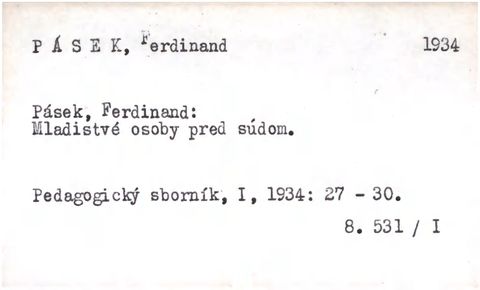 P Á S E K, Ferdinand 1934
Pásek, Ferdinand:
Mladistvé osoby pred súdom.
Pedagogický sborník, I, 1934: 27 - 30.
8. 531 / I